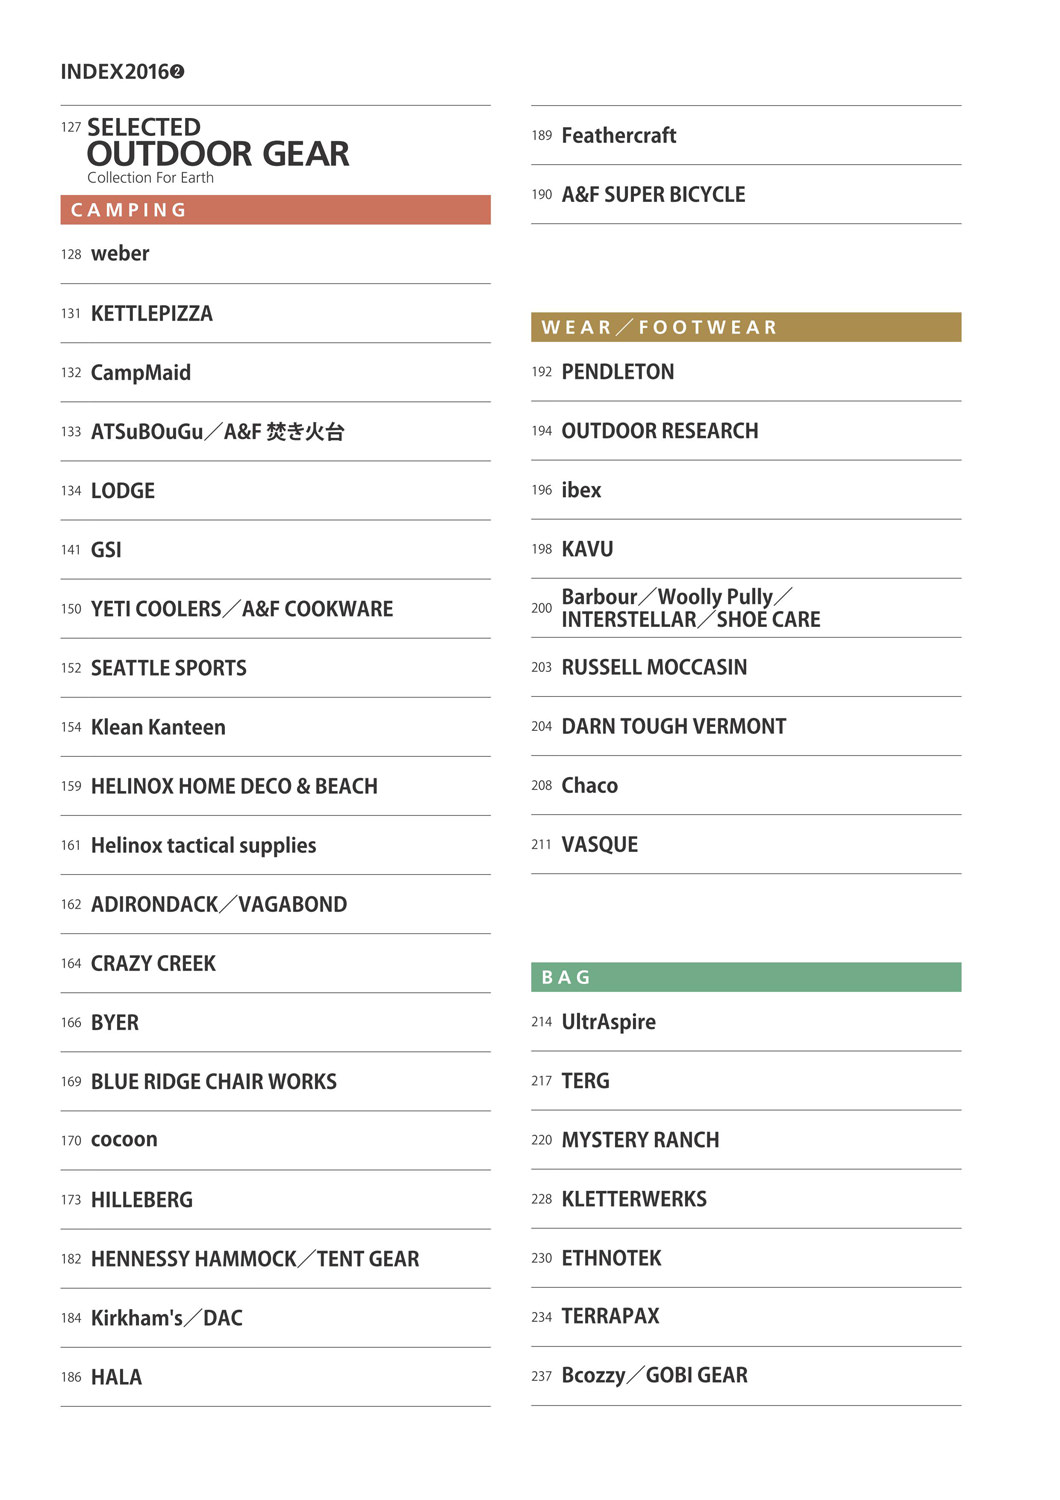 INDEX2016❷
127 SELECTED
OUTDOOR GEAR
Collection For Earth
CAMPING
128 weber
131 KETTLEPIZZA
132 CampMaid
133 ATSuBOuGu／A&F 焚き火台
134 LODGE
141 GSI
150 YETI COOLERS／A&F COOKWARE
152 SEATTLE SPORTS
154 Klean Kanteen
159 HELINOX HOME DECO & BEACH
161 Helinox tactical supplies
162 ADIRONDACK／VAGABOND
164 CRAZY CREEK
166 BYER
169 BLUE RIDGE CHAIR WORKS
170 cocoon
173 HILLEBERG
182 HENNESSY HAMMOCK／TENT GEAR
184 Kirkham's／DAC
186 HALA
189 Feathercraft
190 A&F SUPER BICYCLE
WEAR／FOOTWEAR
192 PENDLETON
194 OUTDOOR RESEARCH
196 ibex
198 KAVU
200 Barbour／Woolly Pully／
INTERSTELLAR／SHOE CARE
203 RUSSELL MOCCASIN
204 DARN TOUGH VERMONT
208 Chaco
211 VASQUE
BAG
214 UltrAspire
217 TERG
220 MYSTERY RANCH
228 KLETTERWERKS
230 ETHNOTEK
234 TERRAPAX
237 Bcozzy／GOBI GEAR